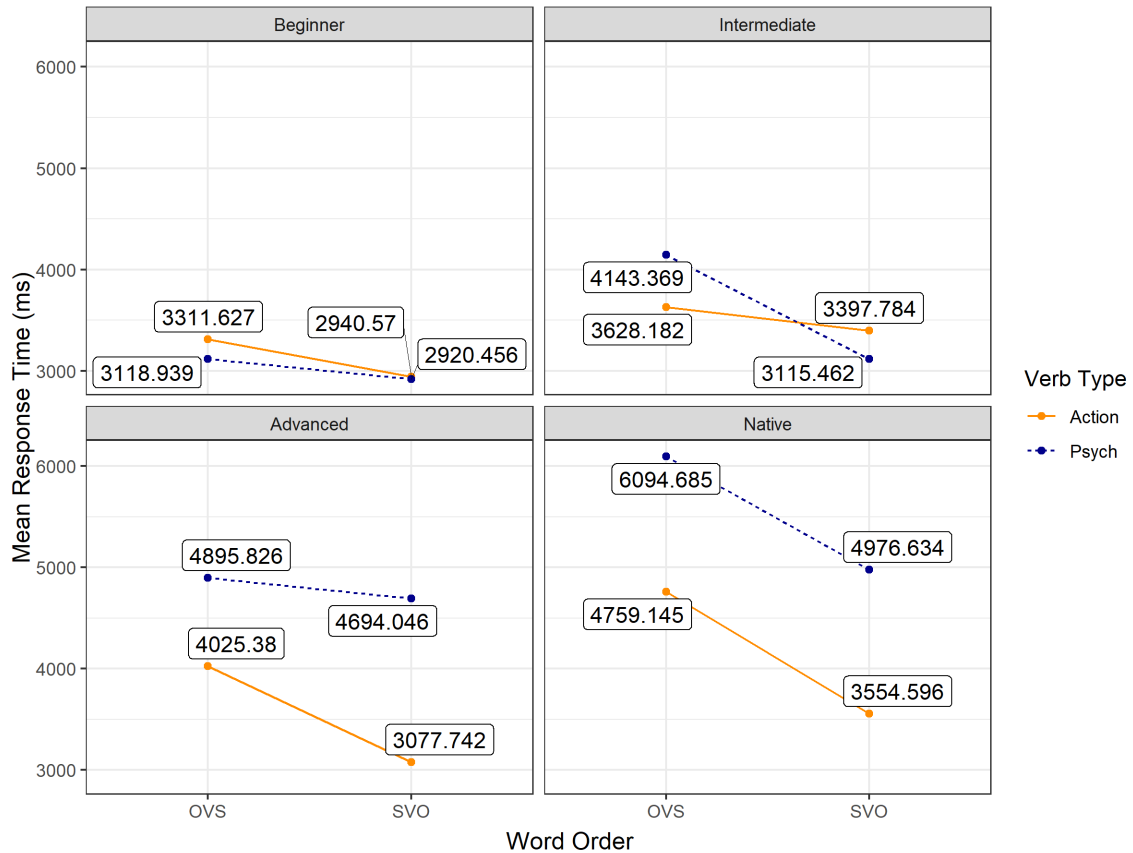 Beginner
Intermediate
6000
5000
4000
3000
3311.627
2940.57
2920.456
3118.939
4143.369
3628.182
3397.784
3115.462
Mean Response Time (ms)
Verb Type
Action
Psych
Advanced
Native
6000
5000
4000
3000
4895.826
4694.046
4025.38
3077.742
6094.685
4976.634
4759.145
3554.596
OVS
SVO
OVS
SVO
Word Order